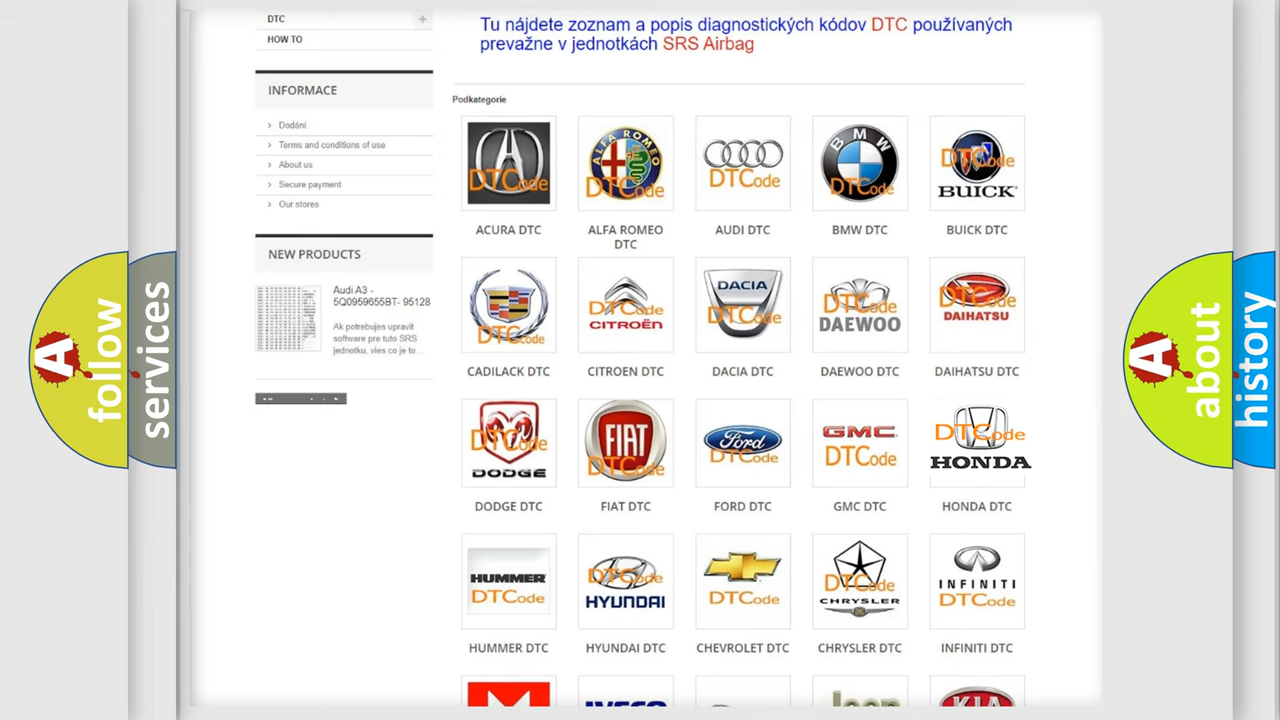 DTC
HOW TO
INFORMACE
Dodání
Terms and conditions of use
About us
Secure payment
Our stores
NEW PRODUCTS
Audi A3 -
5Q0959655BT- 95128
Ak potrebujes upravit
software pre tuto SRS
jednotku, vies co je to...
Tu nájdete zoznam a popis diagnostických kódov DTC používaných
prevažne v jednotkách SRS Airbag
Podkategorie
DTCode
ALFA ROMEO
DTCode
DTCode
BMW
DTCode
DTCode
BUICK
ACURA DTC
ALFA ROMEO
DTC
AUDI DTC
BMW DTC
BUICK DTC
DTCode
DTCode
CITROËN
DACIA
DTCode
DTCode
DAEWOO
DTCode
DAIHATSU
CADILACK DTC
CITROEN DTC
DACIA DTC
DAEWOO DTC
DAIHATSU DTC
DTCode
DODGE
FIAT
DTCode
Ford
DTCode
GMC
DTCode
DTCode
HONDA
DODGE DTC
FIAT DTC
FORD DTC
GMC DTC
HONDA DTC
HUMMER
DTCode
DTCode
HYUNDAI
DTCode
DTCode
CHRYSLER
INFINITI
DTCode
HUMMER DTC
HYUNDAI DTC
CHEVROLET DTC
CHRYSLER DTC
INFINITI DTC
IVECO
Jeep
KIA
A
follow
services
A
about
history